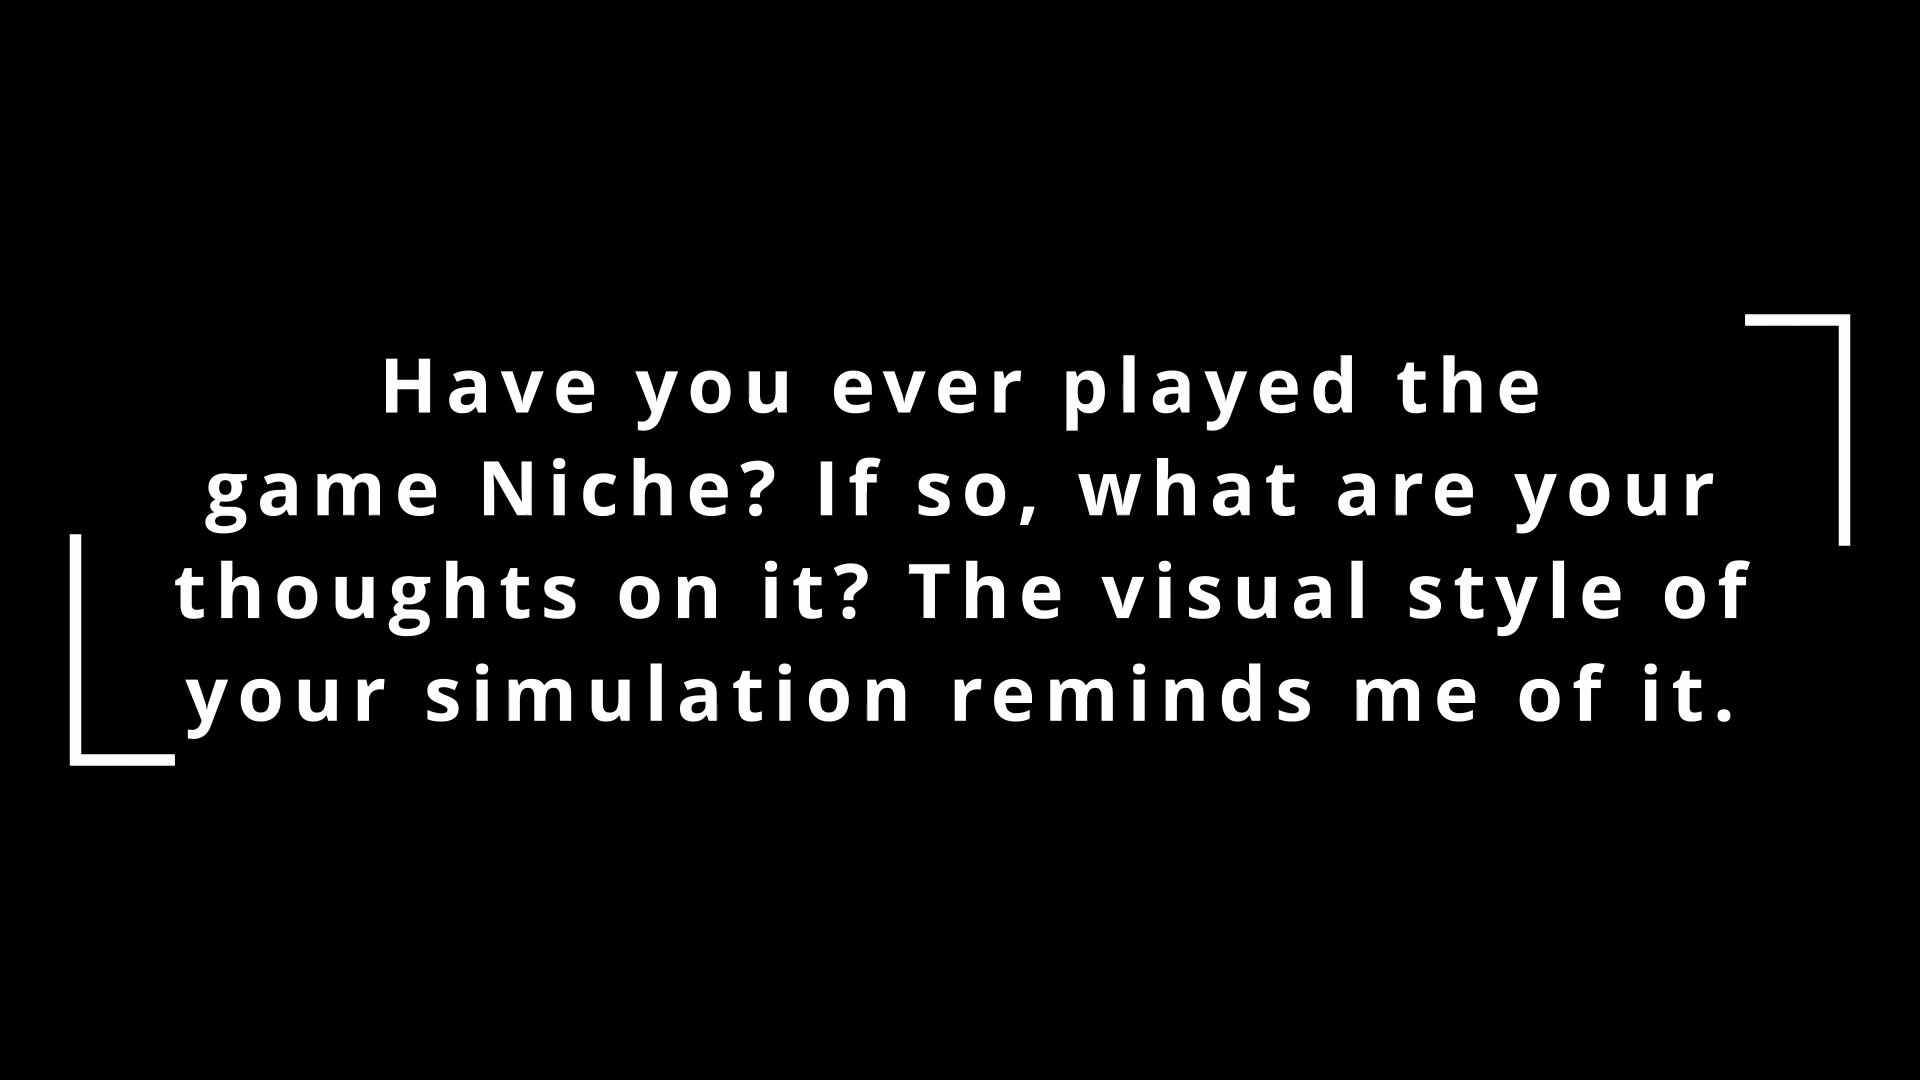 Have you ever played the
game Niche? If so, what are your
thoughts on it? The visual style of
your simulation reminds me of it.